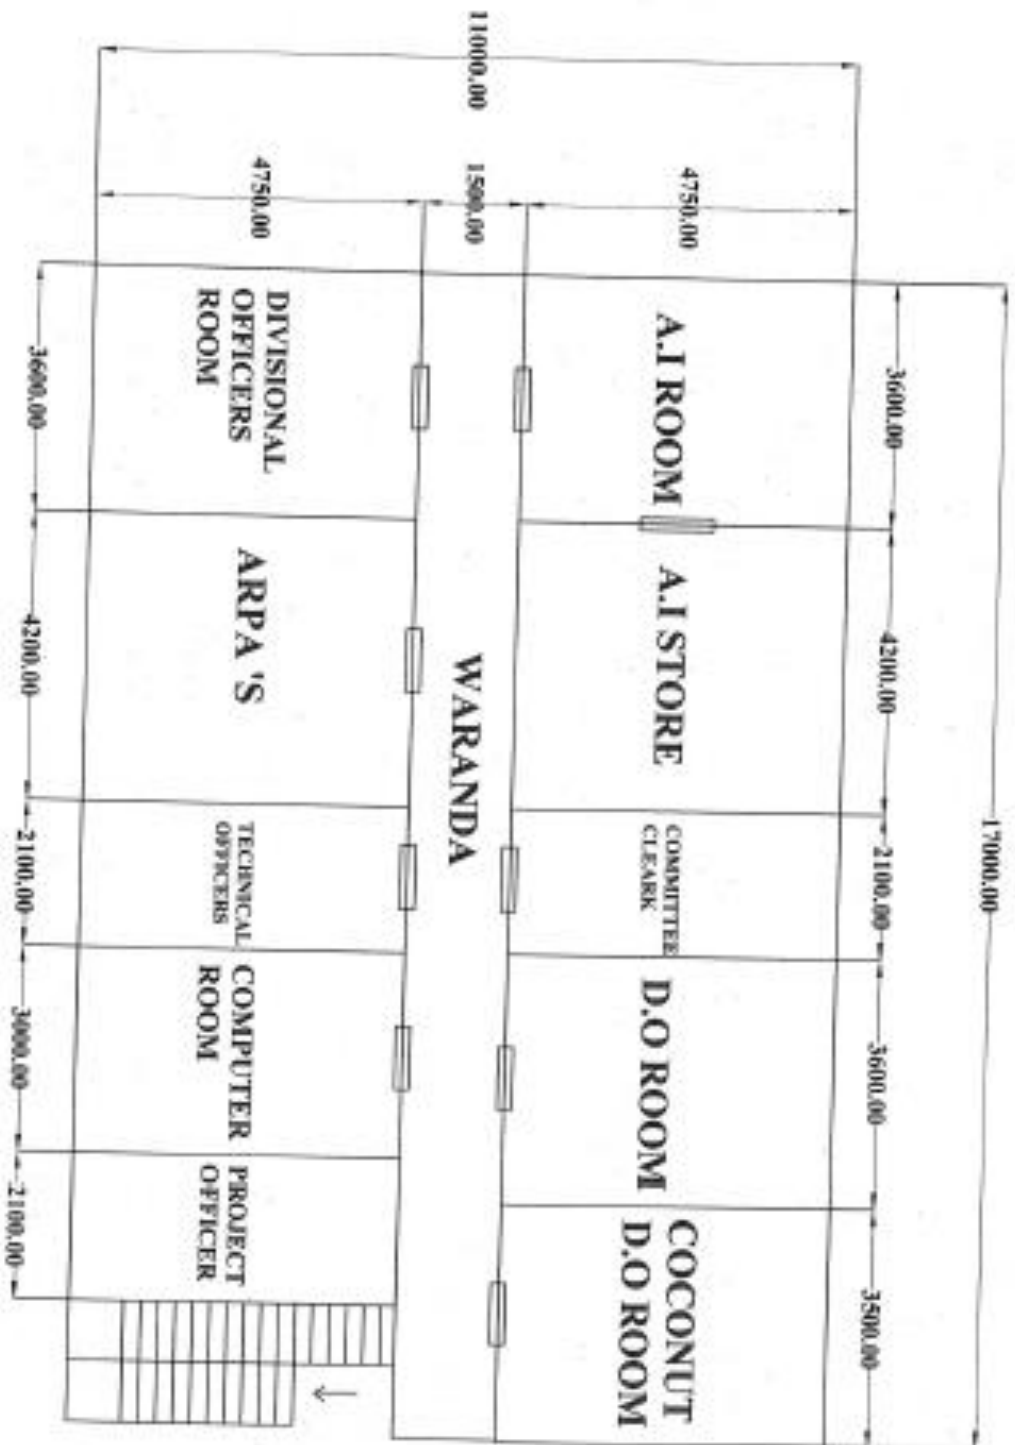 11000.00
4750.00
1500.00
4750.00
17000.00
3600.00
4200.00
2100.00
3600.00
3500.00
A.I ROOM
A.I STORE
COMMITTEE
CLEARK
D.O ROOM
COCONUT
D.O ROOM
WARANDA
DIVISIONAL
OFFICERS
ROOM
ARPA 'S
TECHNICAL
OFFICERS
COMPUTER
ROOM
PROJECT
OFFICER
3600.00
4200.00
2100.00
3000.00
2100.00